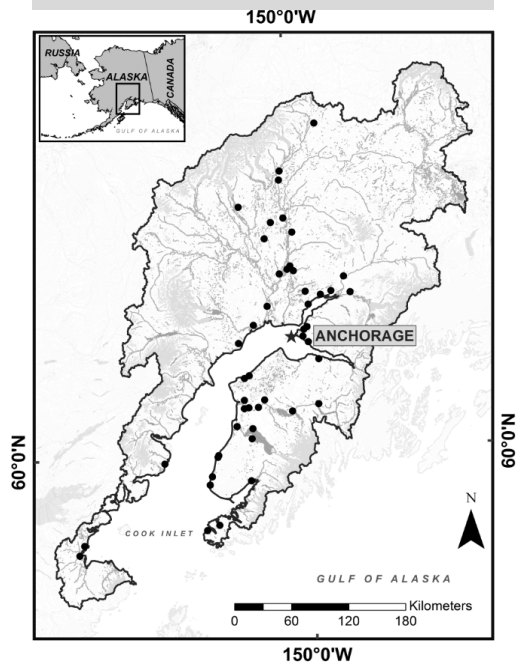 150°0'W
RUSSIA
ALASKA
CANADA
GULF OF ALASKA
ANCHORAGE
60°0'N
60°0'N
N
COOK INLET
GULF OF ALASKA
Kilometers
0 30 60 120 180
150°0'W